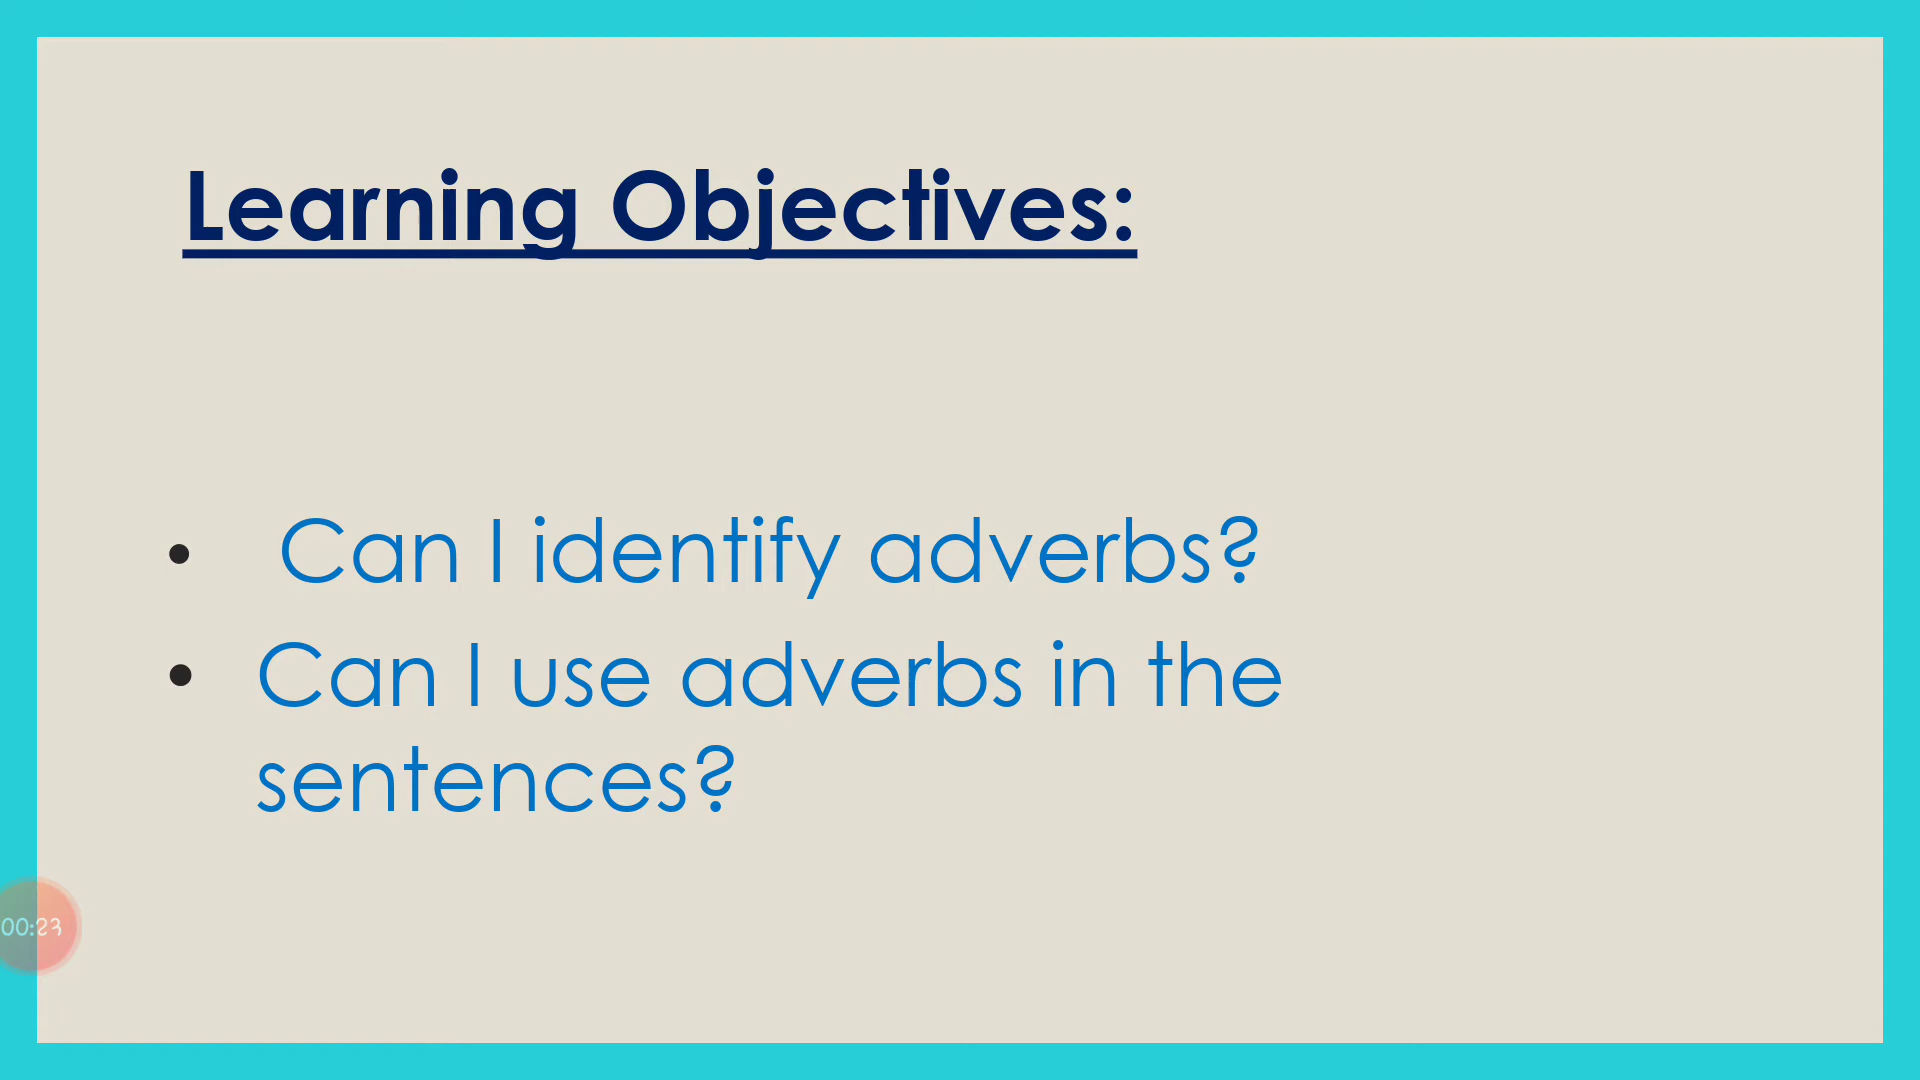 Learning Objectives:
• Can I identify adverbs?
• Can I use adverbs in the
sentences?
00:23